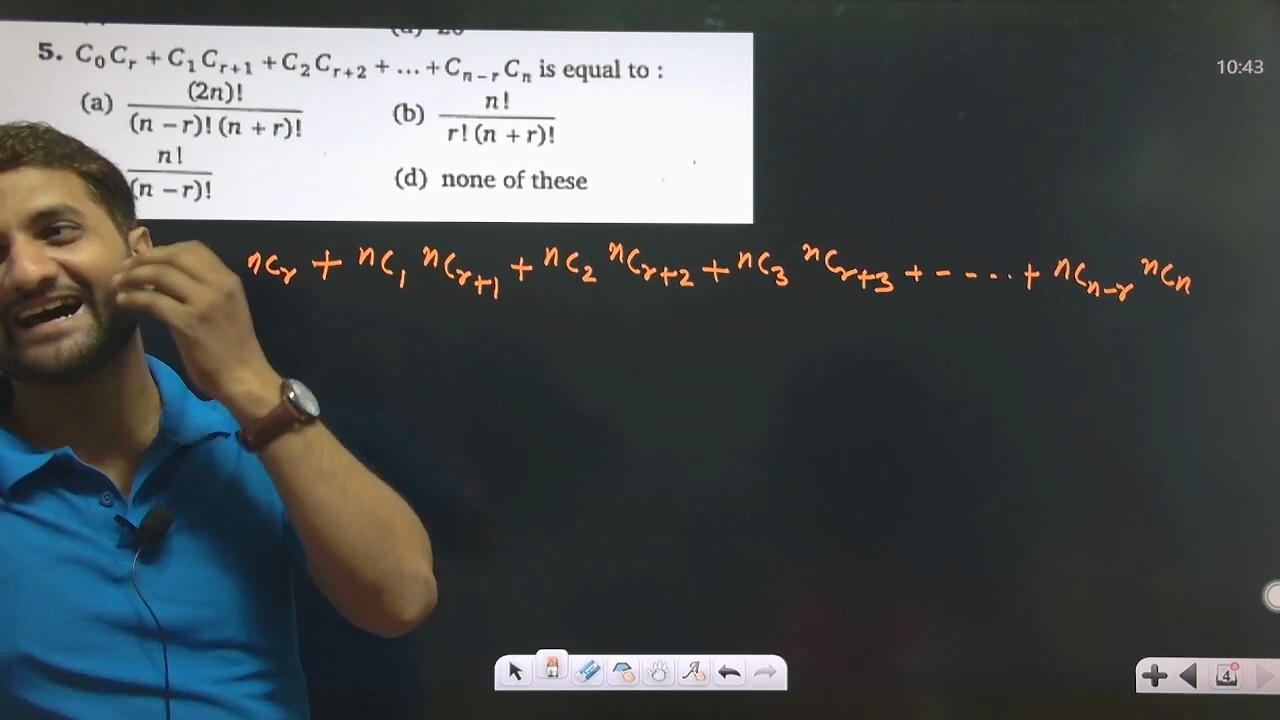 (d) 20
5. C₀Cᵣ + C₁Cᵣ₊₁ + C₂Cᵣ₊₂ + ... + Cₙ₋ᵣCₙ is equal to :
(a) (2n)! / (n − r)! (n + r)! (b) n! / r! (n + r)!
n! / (n − r)! (d) none of these
10:43
ⁿCᵣ + ⁿC₁ ⁿCᵣ₊₁ + ⁿC₂ ⁿCᵣ₊₂ + ⁿC₃ ⁿCᵣ₊₃ + - - ... + ⁿCₙ₋ᵣ ⁿCₙ
4